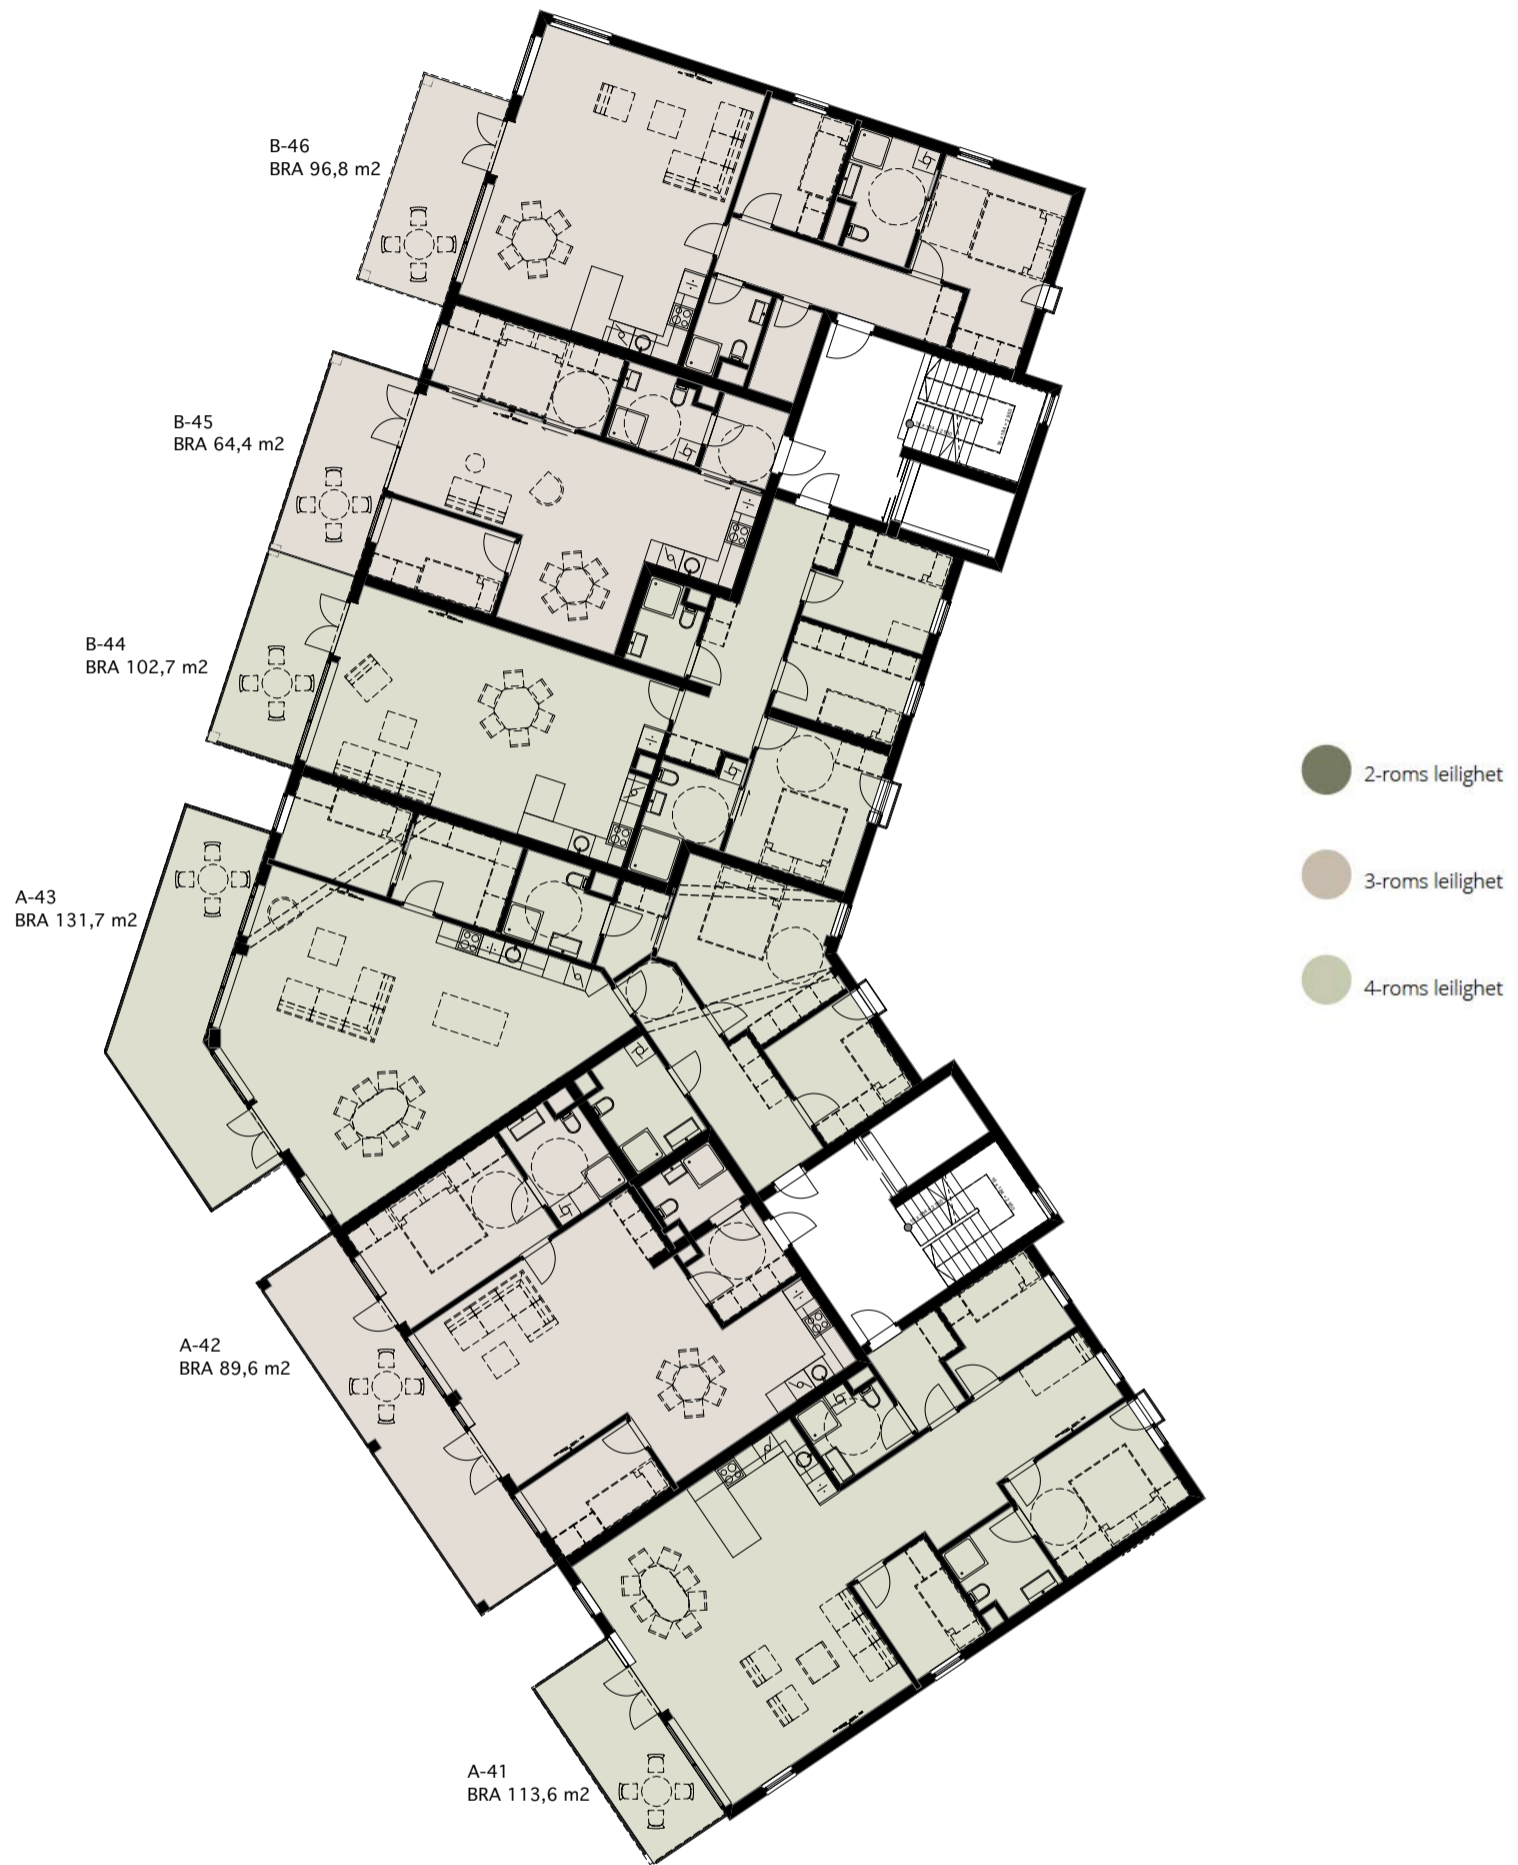 B-46
BRA 96,8 m2
B-45
BRA 64,4 m2
B-44
BRA 102,7 m2
2-roms leilighet
3-roms leilighet
4-roms leilighet
A-43
BRA 131,7 m2
A-42
BRA 89,6 m2
A-41
BRA 113,6 m2